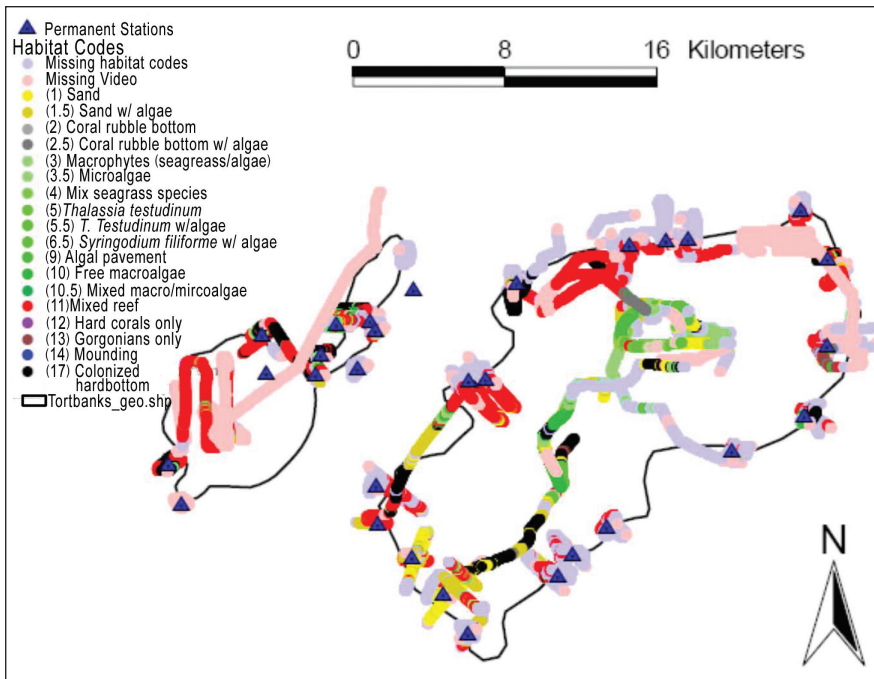 Permanent Stations
Habitat Codes
Missing habitat codes
Missing Video
(1) Sand
(1.5) Sand w/ algae
(2) Coral rubble bottom
(2.5) Coral rubble bottom w/ algae
(3) Macrophytes (seagreass/algae)
(3.5) Microalgae
(4) Mix seagrass species
(5)Thalassia testudinum
(5.5) T. Testudinum w/algae
(6.5) Syringodium filiforme w/ algae
(9) Algal pavement
(10) Free macroalgae
(10.5) Mixed macro/mircoalgae
(11)Mixed reef
(12) Hard corals only
(13) Gorgonians only
(14) Mounding
(17) Colonized
hardbottom
Tortbanks_geo.shp
0 8 16 Kilometers
N